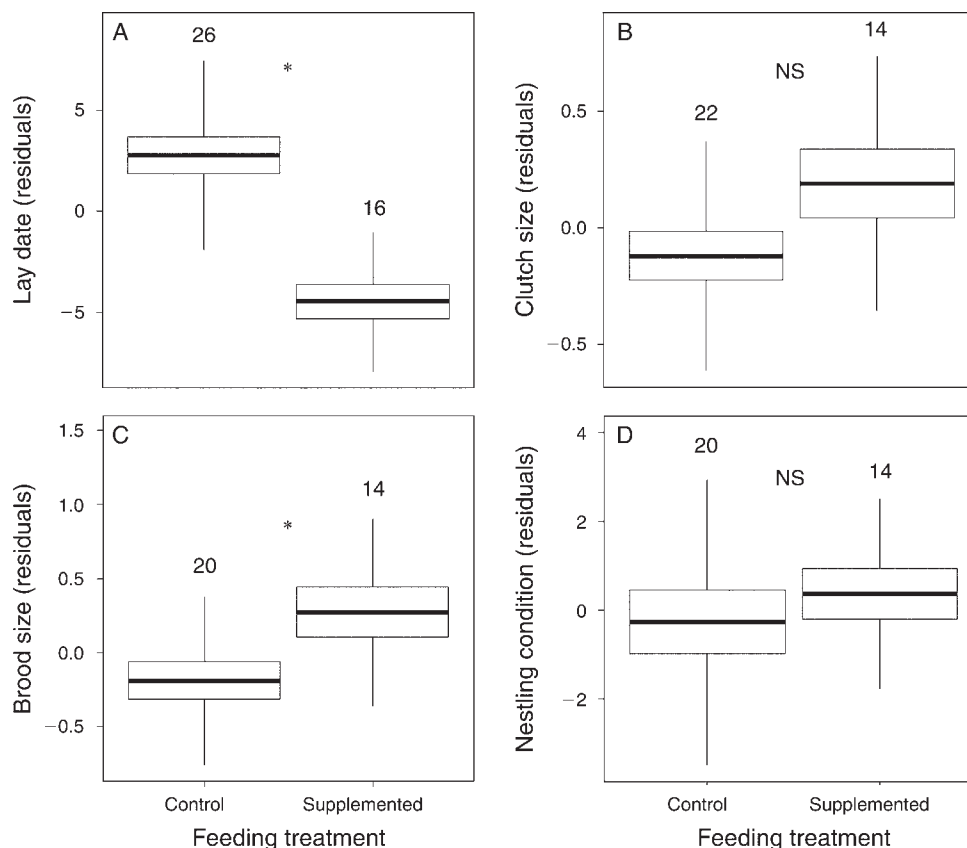 A
26
*
16
Lay date (residuals)
5
0
−5
B
14
NS
22
Clutch size (residuals)
0.5
0.0
−0.5
C
14
*
20
Brood size (residuals)
1.5
1.0
0.5
0.0
−0.5
Control
Supplemented
Feeding treatment
D
20
NS
14
Nestling condition (residuals)
4
2
0
−2
Control
Supplemented
Feeding treatment